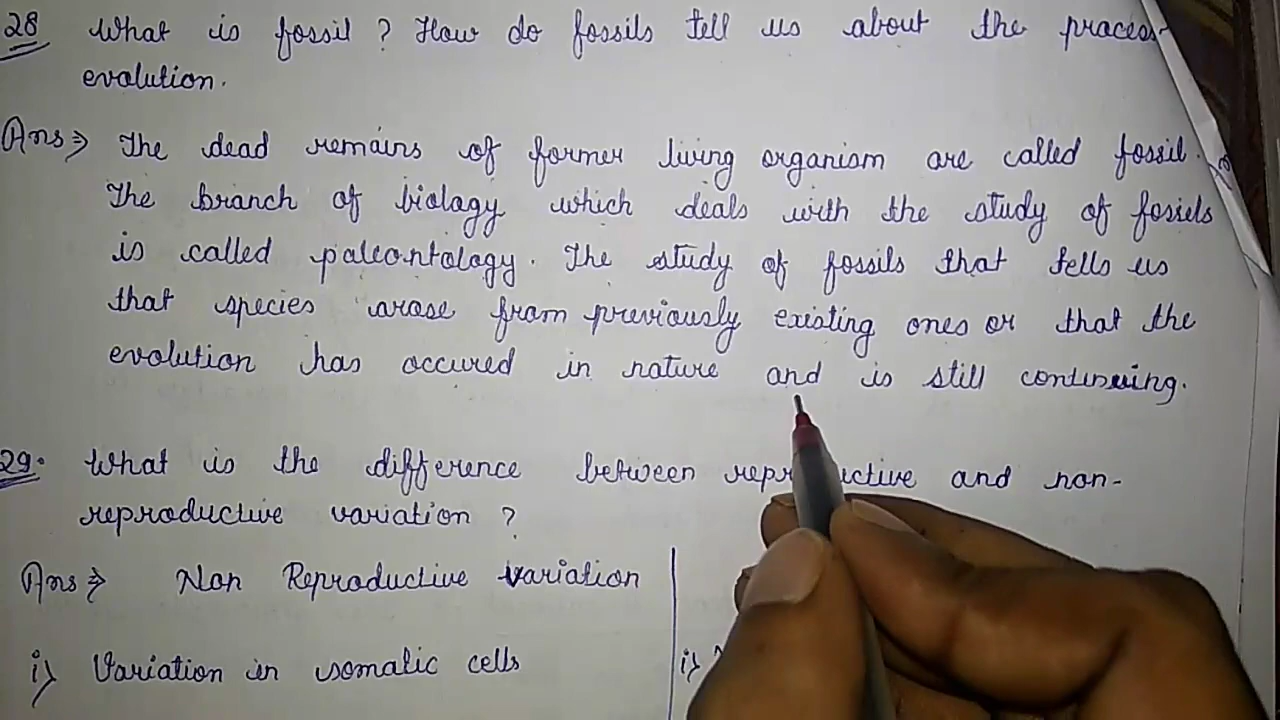 28 What is fossil ? How do fossils tell us about the process
evalution.
Ans⇒ The dead remains of former living organism are called fossil.
The branch of biology which deals with the study of fossiels
is called paleontology. The study of fossils that tells us
that species arose from previously existing ones or that the
evolution has occured in nature and is still continuing.
29. What is the difference between and non-
reproductive variation ?
Ans⇒ Non Reproductive Variation
i) Variation in somatic cells
i)